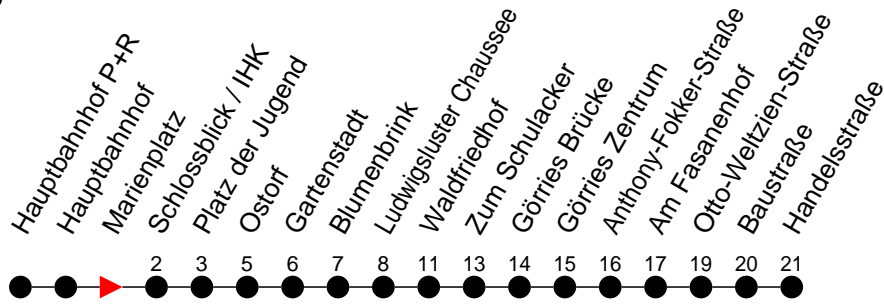 Hauptbahnhof P+R
Hauptbahnhof
Marienplatz
Schlossblick / IHK
Platz der Jugend
Ostorf
Gartenstadt
Blumenbrink
Ludwigsluster Chaussee
Waldfriedhof
Zum Schulacker
Görries Brücke
Görries Zentrum
Anthony-Fokker-Straße
Am Fasanenhof
Otto-Weltzien-Straße
Baustraße
Handelsstraße
2 3 5 6 7 8 11 13 14 15 16 17 19 20 21